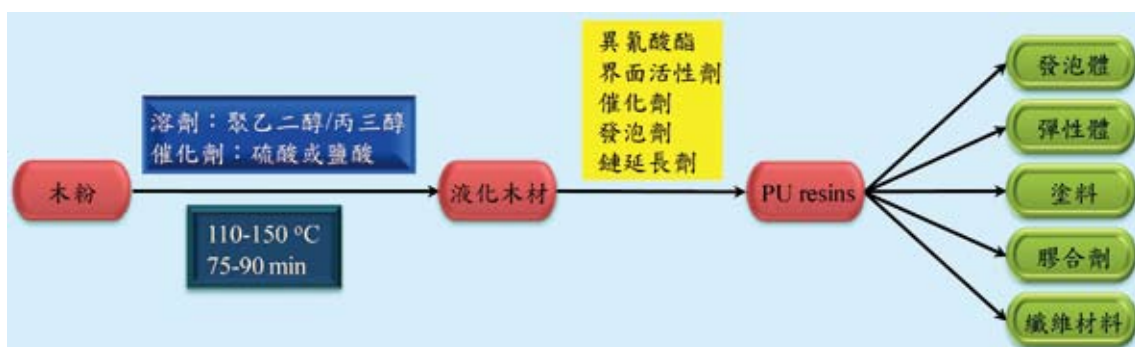 木粉
溶劑：聚乙二醇/丙三醇
催化劑：硫酸或鹽酸
110-150 °C
75-90 min
液化木材
異氰酸酯
界面活性劑
催化劑
發泡劑
鏈延長劑
PU resins
發泡體
彈性體
塗料
膠合劑
纖維材料